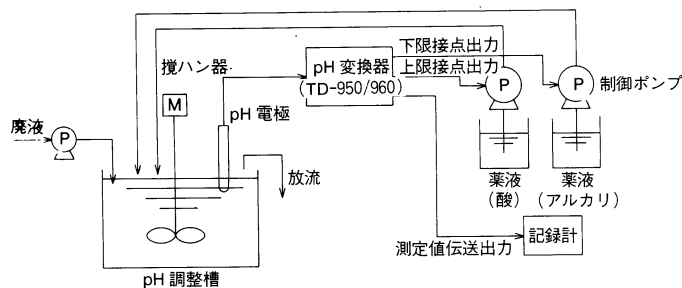 下限接点出力
撹ハン器
pH 変換器
上限接点出力
(TD-950/960)
P
P
制御ポンプ
M
pH 電極
廃液
P
放流
薬液
(酸)
薬液
(アルカリ)
測定値伝送出力
記録計
pH 調整槽